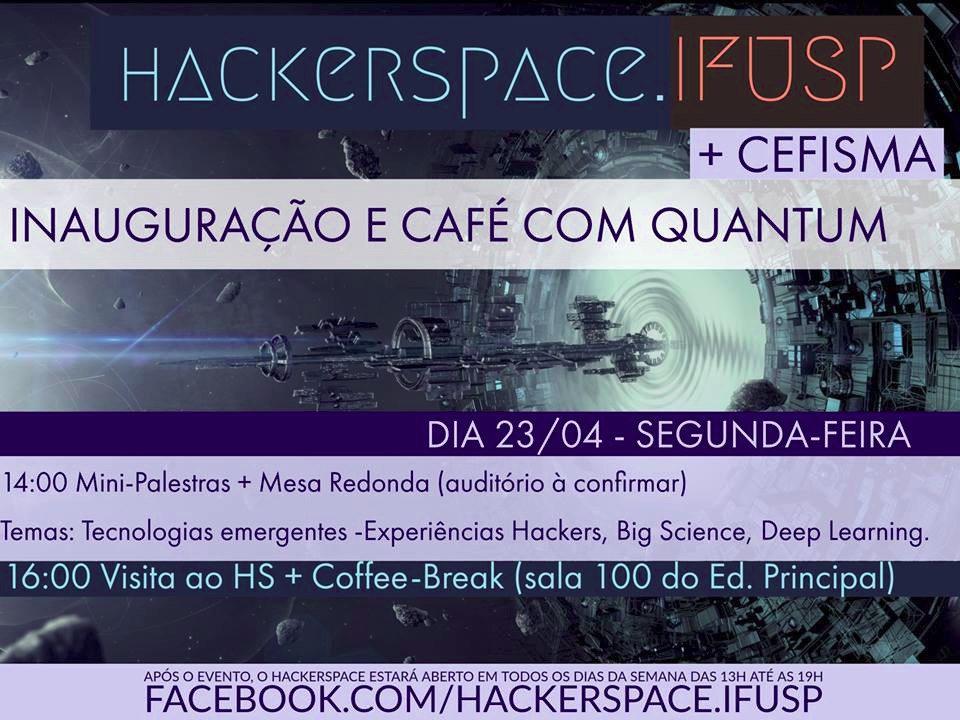 HACKERSPACE.IFUSP
+ CEFISMA
INAUGURAÇÃO E CAFÉ COM QUANTUM
DIA 23/04 - SEGUNDA-FEIRA
14:00 Mini-Palestras + Mesa Redonda (auditório à confirmar)
Temas: Tecnologias emergentes -Experiências Hackers, Big Science, Deep Learning.
16:00 Visita ao HS + Coffee-Break (sala 100 do Ed. Principal)
APÓS O EVENTO, O HACKERSPACE ESTARÁ ABERTO EM TODOS OS DIAS DA SEMANA DAS 13H ATÉ AS 19H
FACEBOOK.COM/HACKERSPACE.IFUSP